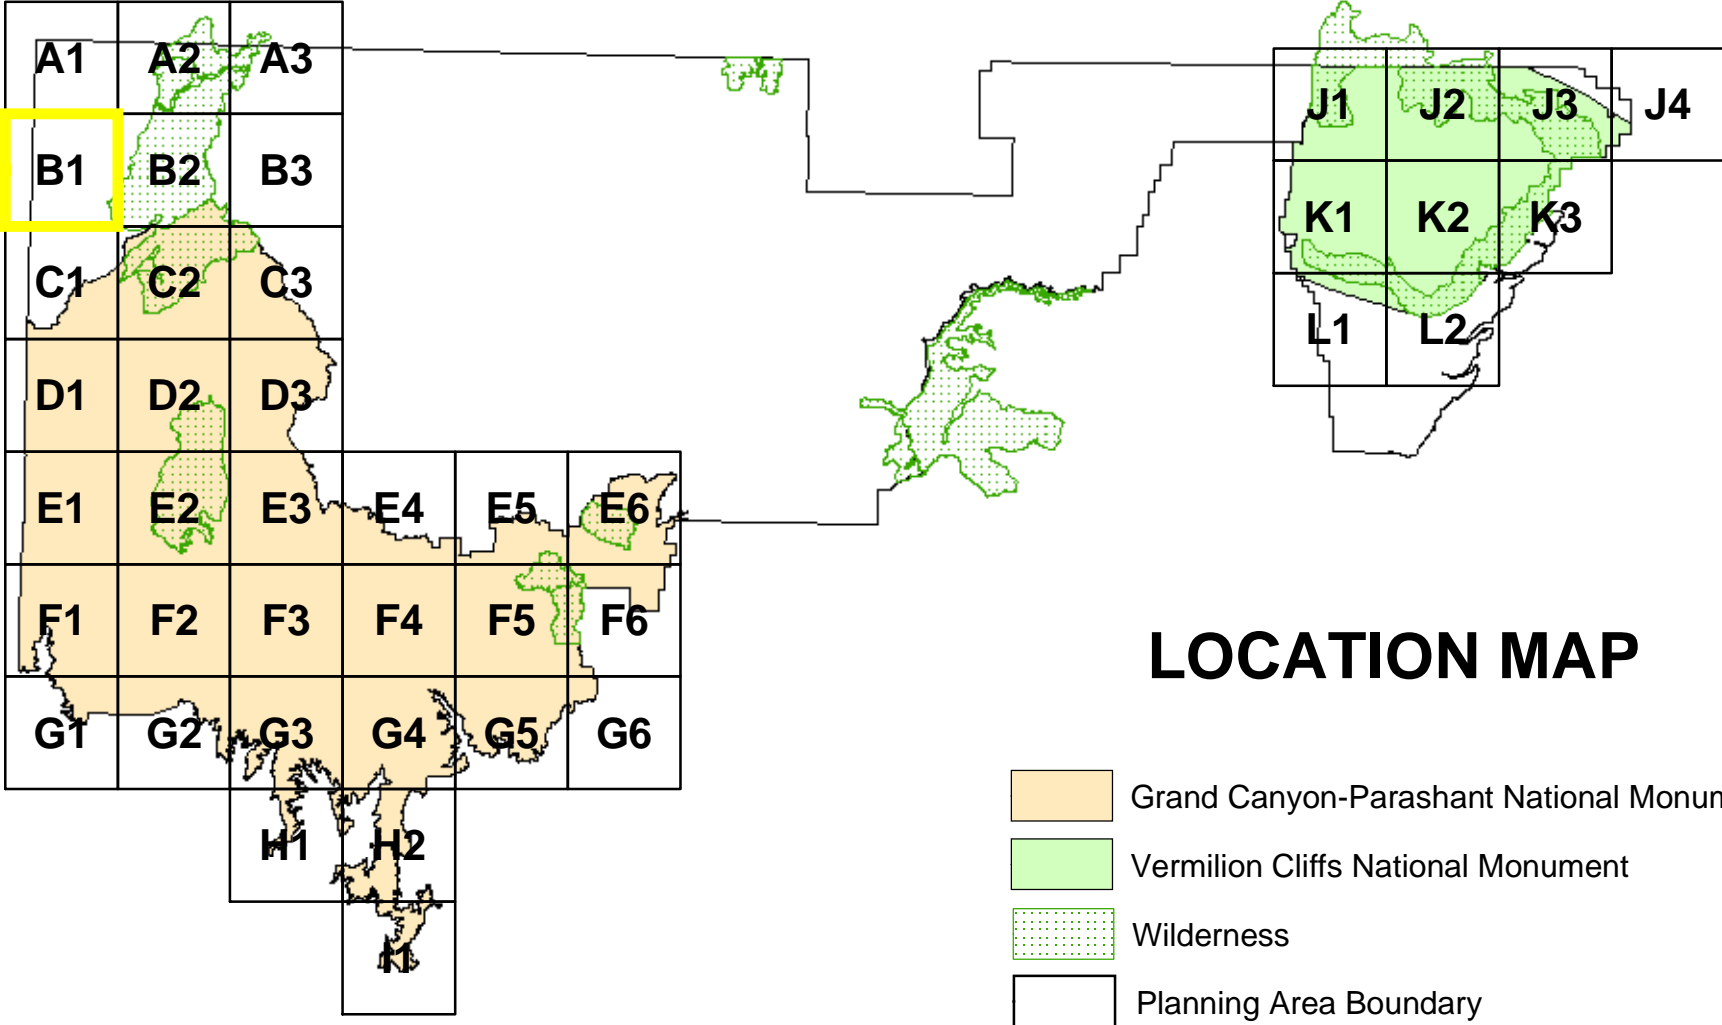 A1 A2 A3
J1 J2 J3 J4
B1 B2 B3
K1 K2 K3
C1 C2 C3
L1 L2
D1 D2 D3
E1 E2 E3 E4 E5 E6
F1 F2 F3 F4 F5 F6
LOCATION MAP
G1 G2 G3 G4 G5 G6
Grand Canyon-Parashant National Monum
H1 H2
Vermilion Cliffs National Monument
Wilderness
I1
Planning Area Boundary